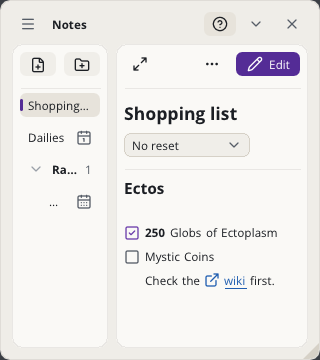 Notes
Shopping...
Dailies
Ra... 1
...
Edit
Shopping list
No reset
Ectos
250 Globs of Ectoplasm
Mystic Coins
Check the wiki first.